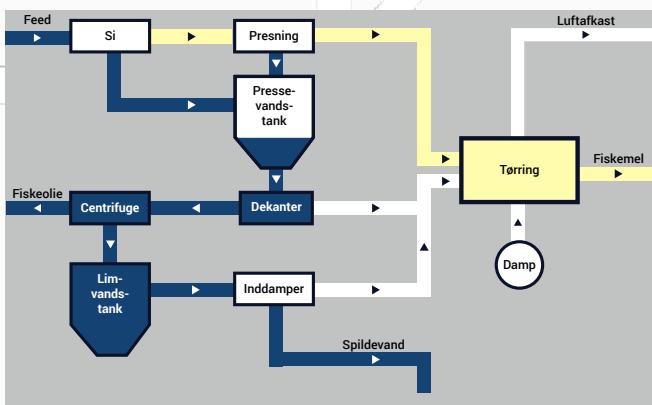 Feed
Luftafkast
Si
Presning
Presse-
vands-
tank
Tørring
Fiskemel
Fiskeolie
Centrifuge
Dekanter
Damp
Lim-
vands-
tank
Inddamper
Spildevand